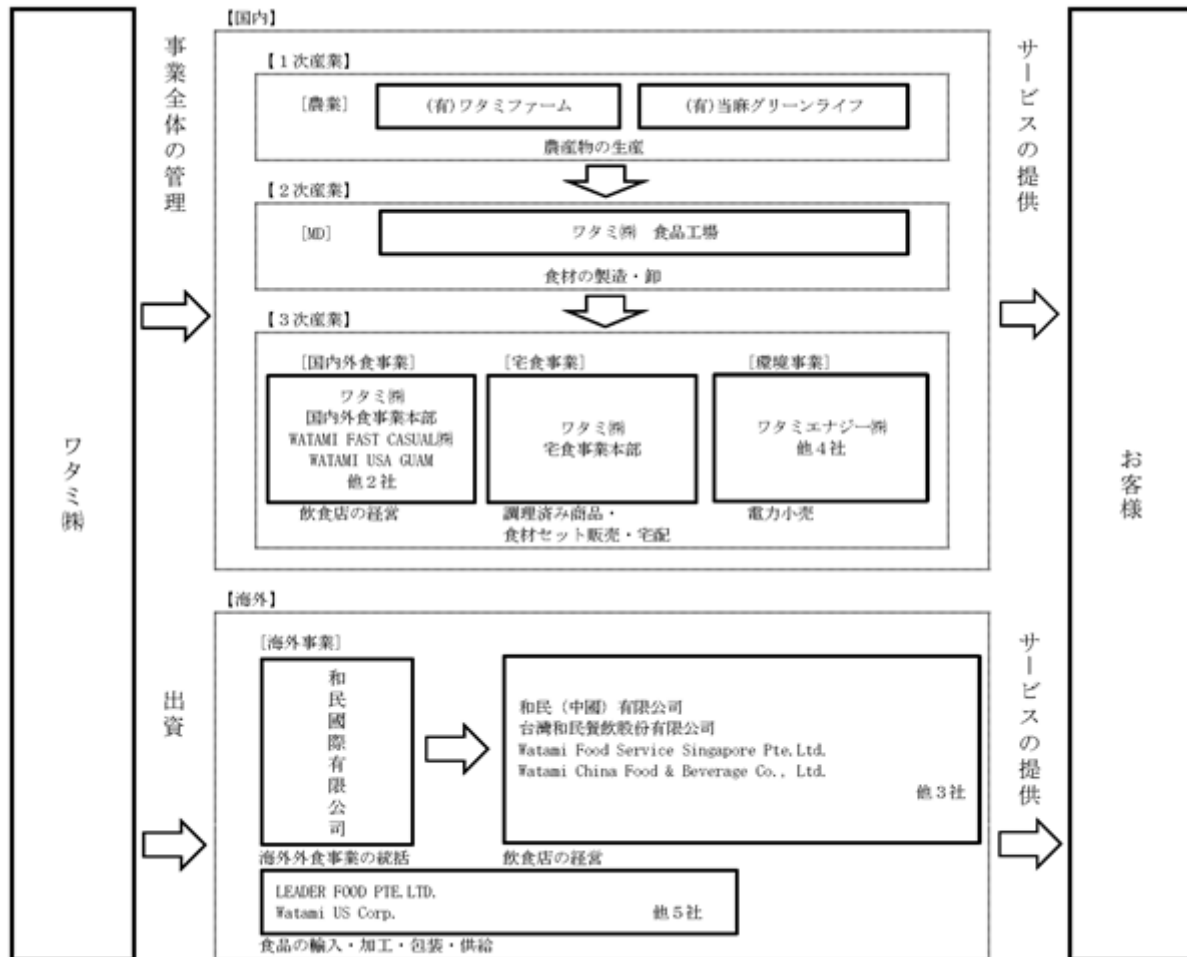 ワタミ㈱
事業全体の管理
出資
【国内】
【1次産業】
[農業]
(有)ワタミファーム
(有)当麻グリーンライフ
農産物の生産
【2次産業】
[MD]
ワタミ㈱ 食品工場
食材の製造・卸
【3次産業】
[国内外食事業]
ワタミ㈱
国内外食事業本部
WATAMI FAST CASUAL㈱
WATAMI USA GUAM
他2社
飲食店の経営
[宅食事業]
ワタミ㈱
宅食事業本部
調理済み商品・
食材セット販売・宅配
[環境事業]
ワタミエナジー㈱
他4社
電力小売
【海外】
[海外事業]
和民國際有限公司
海外外食事業の統括
和民（中國）有限公司
台灣和民餐飲股份有限公司
Watami Food Service Singapore Pte.Ltd.
Watami China Food & Beverage Co., Ltd.
他3社
飲食店の経営
LEADER FOOD PTE.LTD.
Watami US Corp.
他5社
食品の輸入・加工・包装・供給
サービスの提供
サービスの提供
お客様